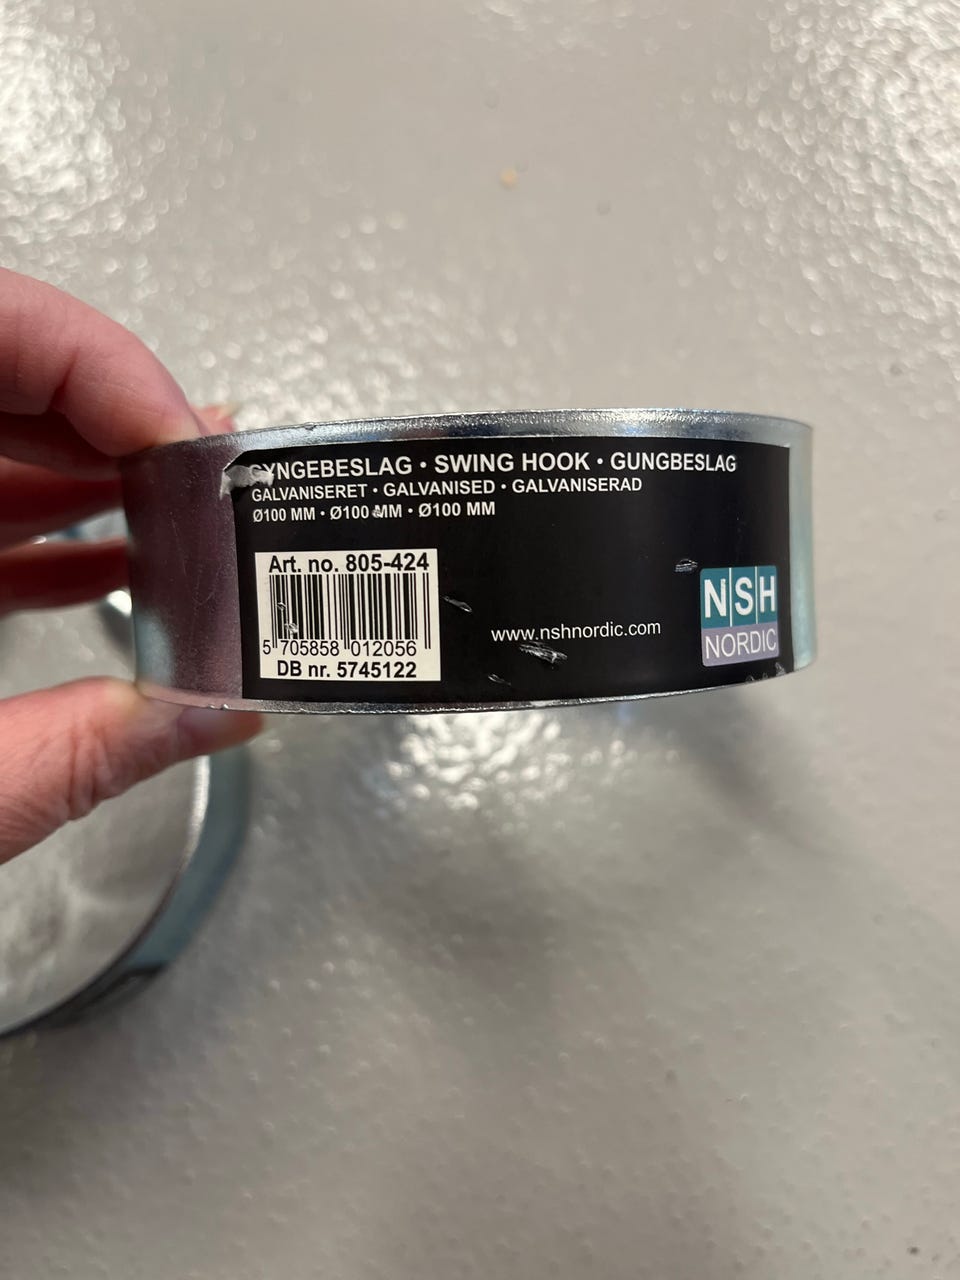 GYNGEBESLAG • SWING HOOK • GUNGBESLAG
GALVANISERET • GALVANISED • GALVANISERAD
Ø100 MM • Ø100 MM • Ø100 MM
Art. no. 805-424
5 705858 012056
DB nr. 5745122
www.nshnordic.com
NSH
NORDIC